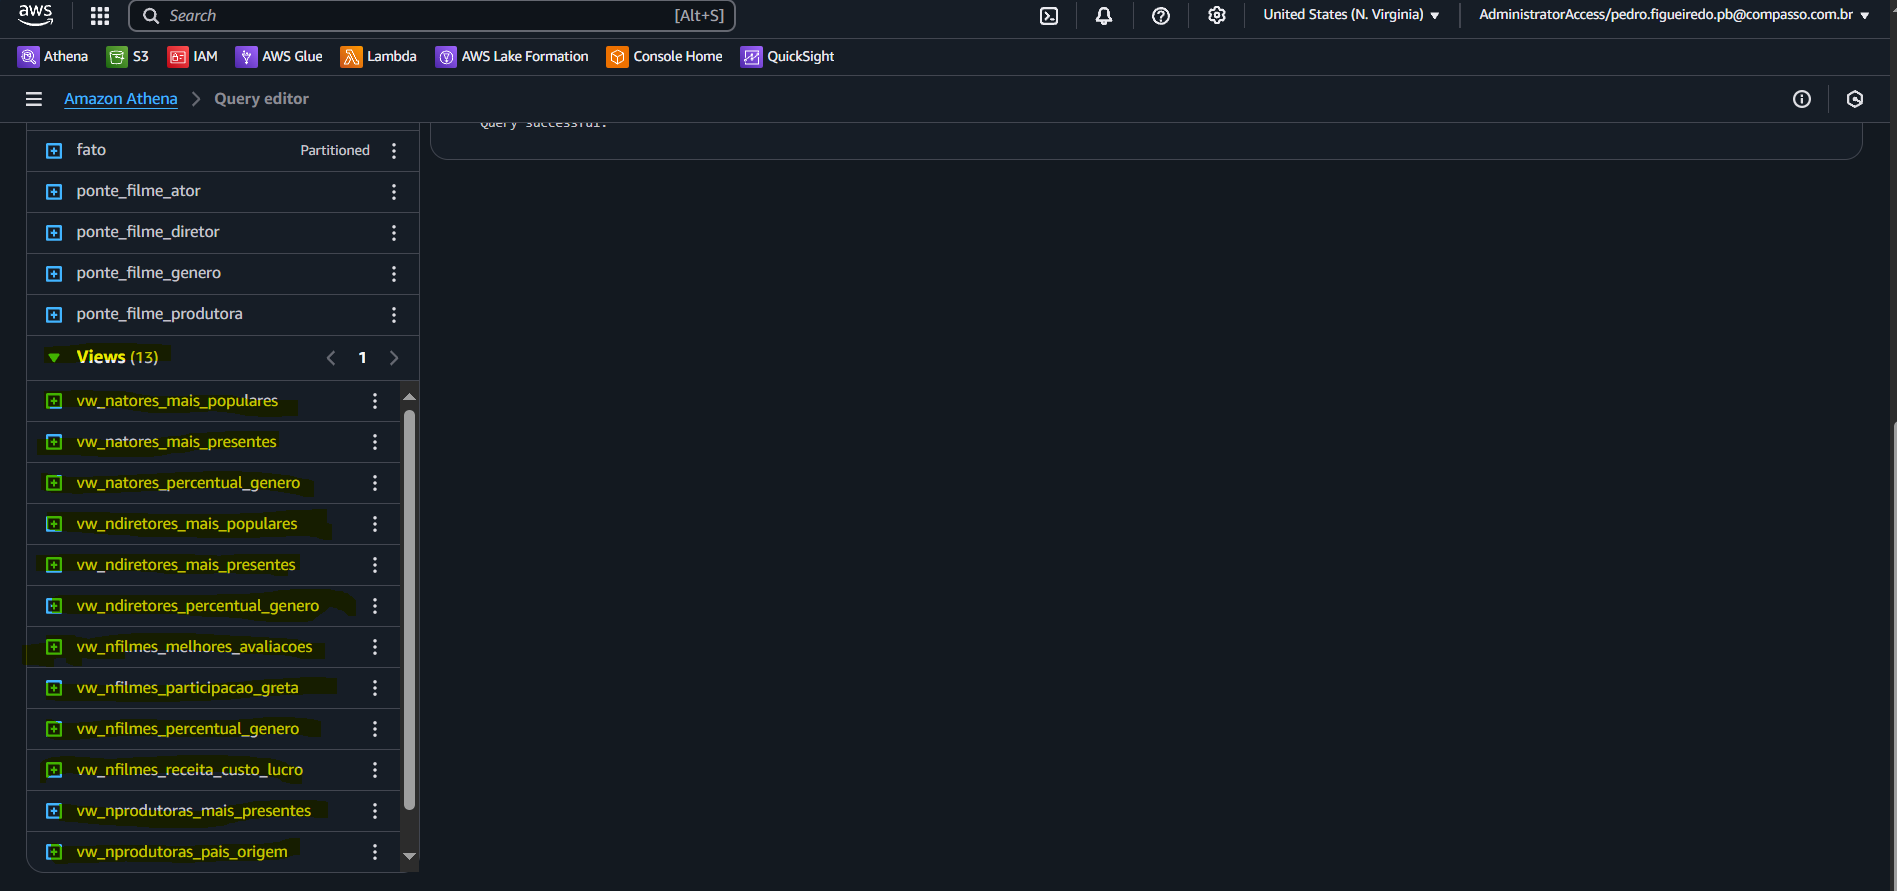 aws
Search [Alt+S]
United States (N. Virginia)
AdministratorAccess/pedro.figueiredo.pb@compasso.com.br
Athena S3 IAM AWS Glue Lambda AWS Lake Formation Console Home QuickSight
Amazon Athena > Query editor
Query successful.
fato Partitioned
ponte_filme_ator
ponte_filme_diretor
ponte_filme_genero
ponte_filme_produtora
Views (13) < 1 >
vw_natores_mais_populares
vw_natores_mais_presentes
vw_natores_percentual_genero
vw_ndiretores_mais_populares
vw_ndiretores_mais_presentes
vw_ndiretores_percentual_genero
vw_nfilmes_melhores_avaliacoes
vw_nfilmes_participacao_greta
vw_nfilmes_percentual_genero
vw_nfilmes_receita_custo_lucro
vw_nprodutoras_mais_presentes
vw_nprodutoras_pais_origem